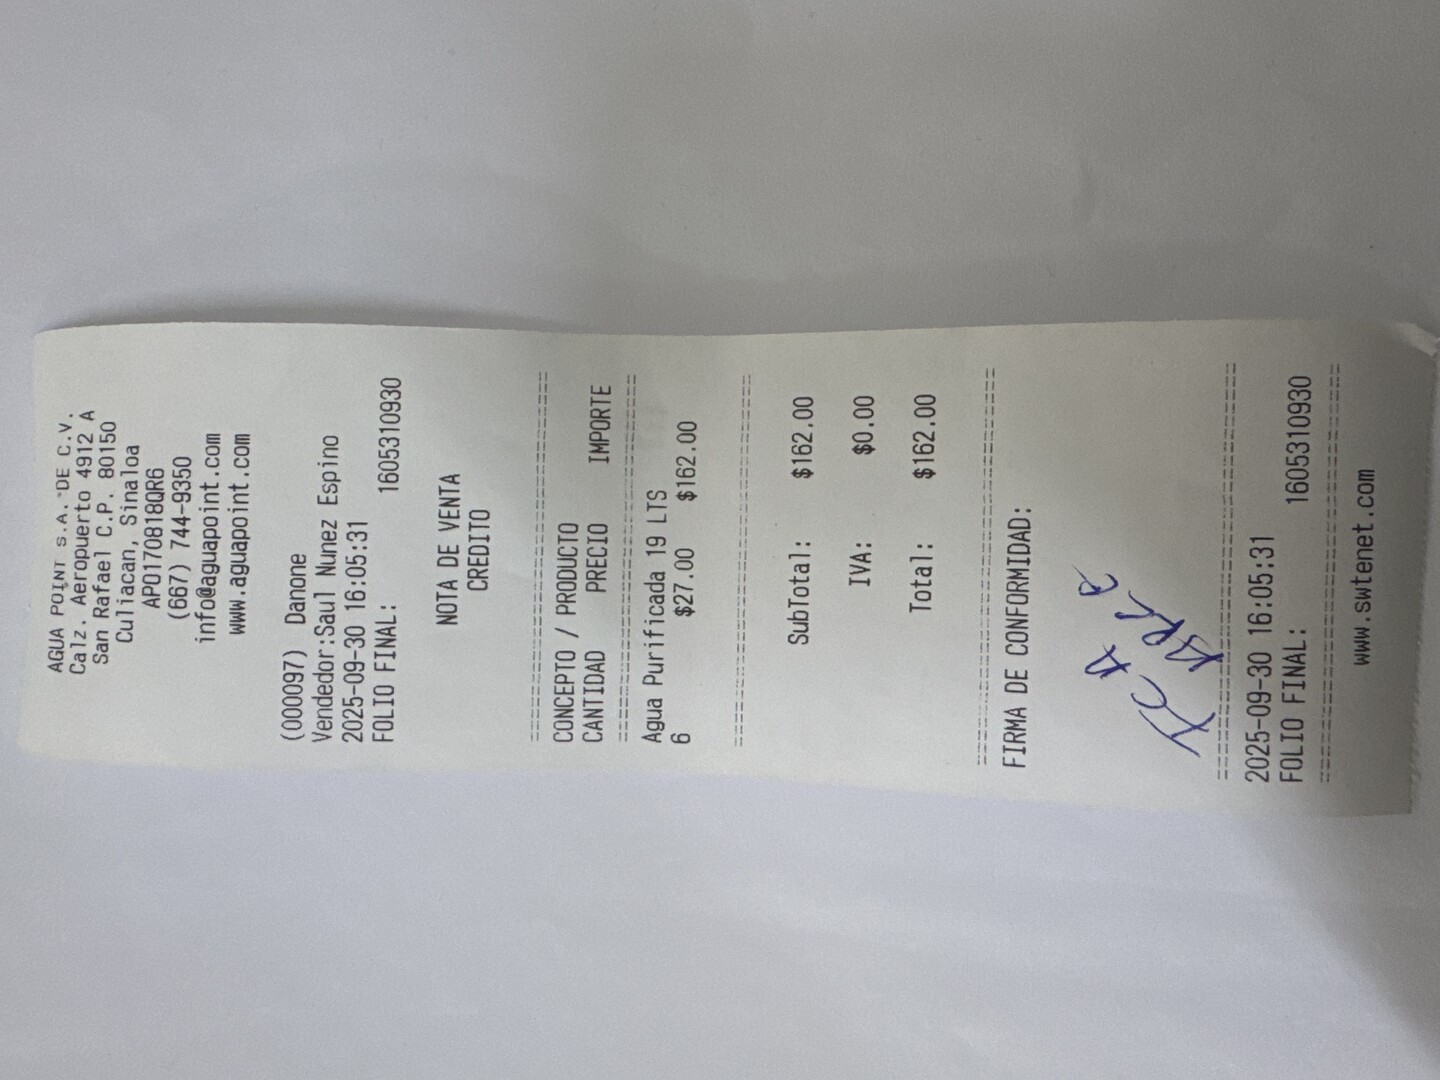 AGUA POINT S.A. DE C.V.
Calz. Aeropuerto 4912 A
San Rafael C.P. 80150
Culiacan, Sinaloa
APO170818QR6
(667) 744-9350
info@aguapoint.com
www.aguapoint.com
(000097) Danone
Vendedor:Saul Nunez Espino
2025-09-30 16:05:31
FOLIO FINAL: 1605310930
NOTA DE VENTA
CREDITO
CONCEPTO / PRODUCTO
CANTIDAD PRECIO IMPORTE
Agua Purificada 19 LTS
6 $27.00 $162.00
SubTotal: $162.00
IVA: $0.00
Total: $162.00
FIRMA DE CONFORMIDAD:
2025-09-30 16:05:31
FOLIO FINAL: 1605310930
www.swtenet.com